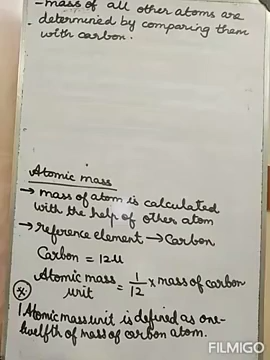 - mass of all other atoms are
determined by comparing them
with carbon.
Atomic mass
→ mass of atom is calculated
with the help of other atom
→ reference element → Carbon
Carbon = 12u
Atomic mass unit = 1/12 × mass of carbon
(*)
1 Atomic mass unit is defined as one-
twelfth of mass of carbon atom.
FILMIGO